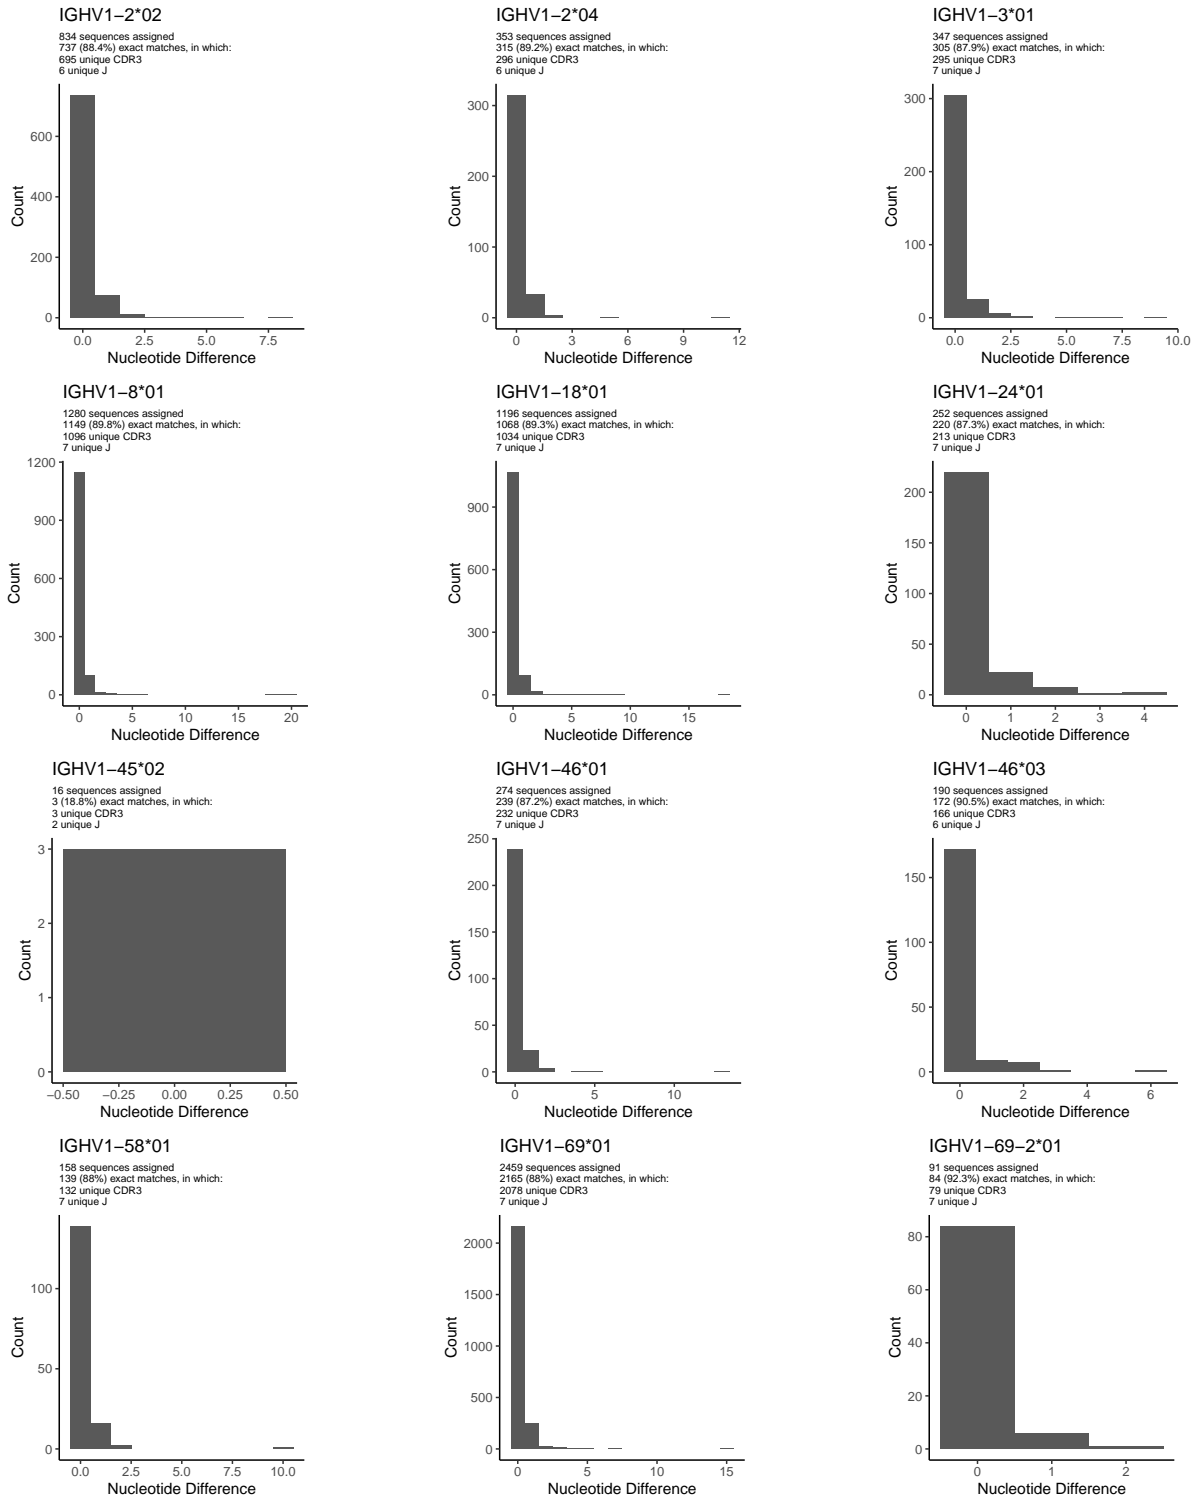 IGHV1−2*02
834 sequences assigned
737 (88.4%) exact matches, in which:
695 unique CDR3
6 unique J
600
400
200
0
Count
0.0 2.5 5.0 7.5
Nucleotide Difference
IGHV1−2*04
353 sequences assigned
315 (89.2%) exact matches, in which:
296 unique CDR3
6 unique J
300
200
100
0
Count
0 3 6 9 12
Nucleotide Difference
IGHV1−3*01
347 sequences assigned
305 (87.9%) exact matches, in which:
295 unique CDR3
7 unique J
300
200
100
0
Count
0.0 2.5 5.0 7.5 10.0
Nucleotide Difference
IGHV1−8*01
1280 sequences assigned
1149 (89.8%) exact matches, in which:
1096 unique CDR3
7 unique J
1200
900
600
300
0
Count
0 5 10 15 20
Nucleotide Difference
IGHV1−18*01
1196 sequences assigned
1068 (89.3%) exact matches, in which:
1034 unique CDR3
7 unique J
900
600
300
0
Count
0 5 10 15
Nucleotide Difference
IGHV1−24*01
252 sequences assigned
220 (87.3%) exact matches, in which:
213 unique CDR3
7 unique J
200
150
100
50
0
Count
0 1 2 3 4
Nucleotide Difference
IGHV1−45*02
16 sequences assigned
3 (18.8%) exact matches, in which:
3 unique CDR3
2 unique J
3
2
1
0
Count
−0.50 −0.25 0.00 0.25 0.50
Nucleotide Difference
IGHV1−46*01
274 sequences assigned
239 (87.2%) exact matches, in which:
232 unique CDR3
7 unique J
250
200
150
100
50
0
Count
0 5 10
Nucleotide Difference
IGHV1−46*03
190 sequences assigned
172 (90.5%) exact matches, in which:
166 unique CDR3
6 unique J
150
100
50
0
Count
0 2 4 6
Nucleotide Difference
IGHV1−58*01
158 sequences assigned
139 (88%) exact matches, in which:
132 unique CDR3
7 unique J
100
50
0
Count
0.0 2.5 5.0 7.5 10.0
Nucleotide Difference
IGHV1−69*01
2459 sequences assigned
2165 (88%) exact matches, in which:
2078 unique CDR3
7 unique J
2000
1500
1000
500
0
Count
0 5 10 15
Nucleotide Difference
IGHV1−69−2*01
91 sequences assigned
84 (92.3%) exact matches, in which:
79 unique CDR3
7 unique J
80
60
40
20
0
Count
0 1 2
Nucleotide Difference